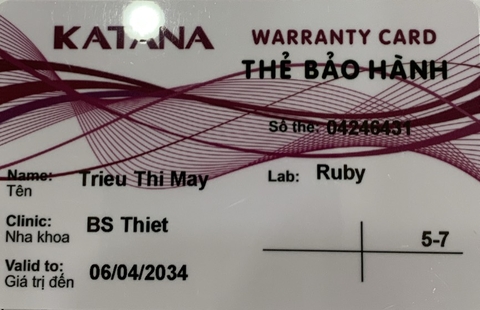 KATANA
WARRANTY CARD
THẺ BẢO HÀNH
Số thẻ: 04248431
Name: Trieu Thi May
Tên
Lab: Ruby
Clinic: BS Thiet
Nha khoa
5-7
Valid to: 06/04/2034
Giá trị đến